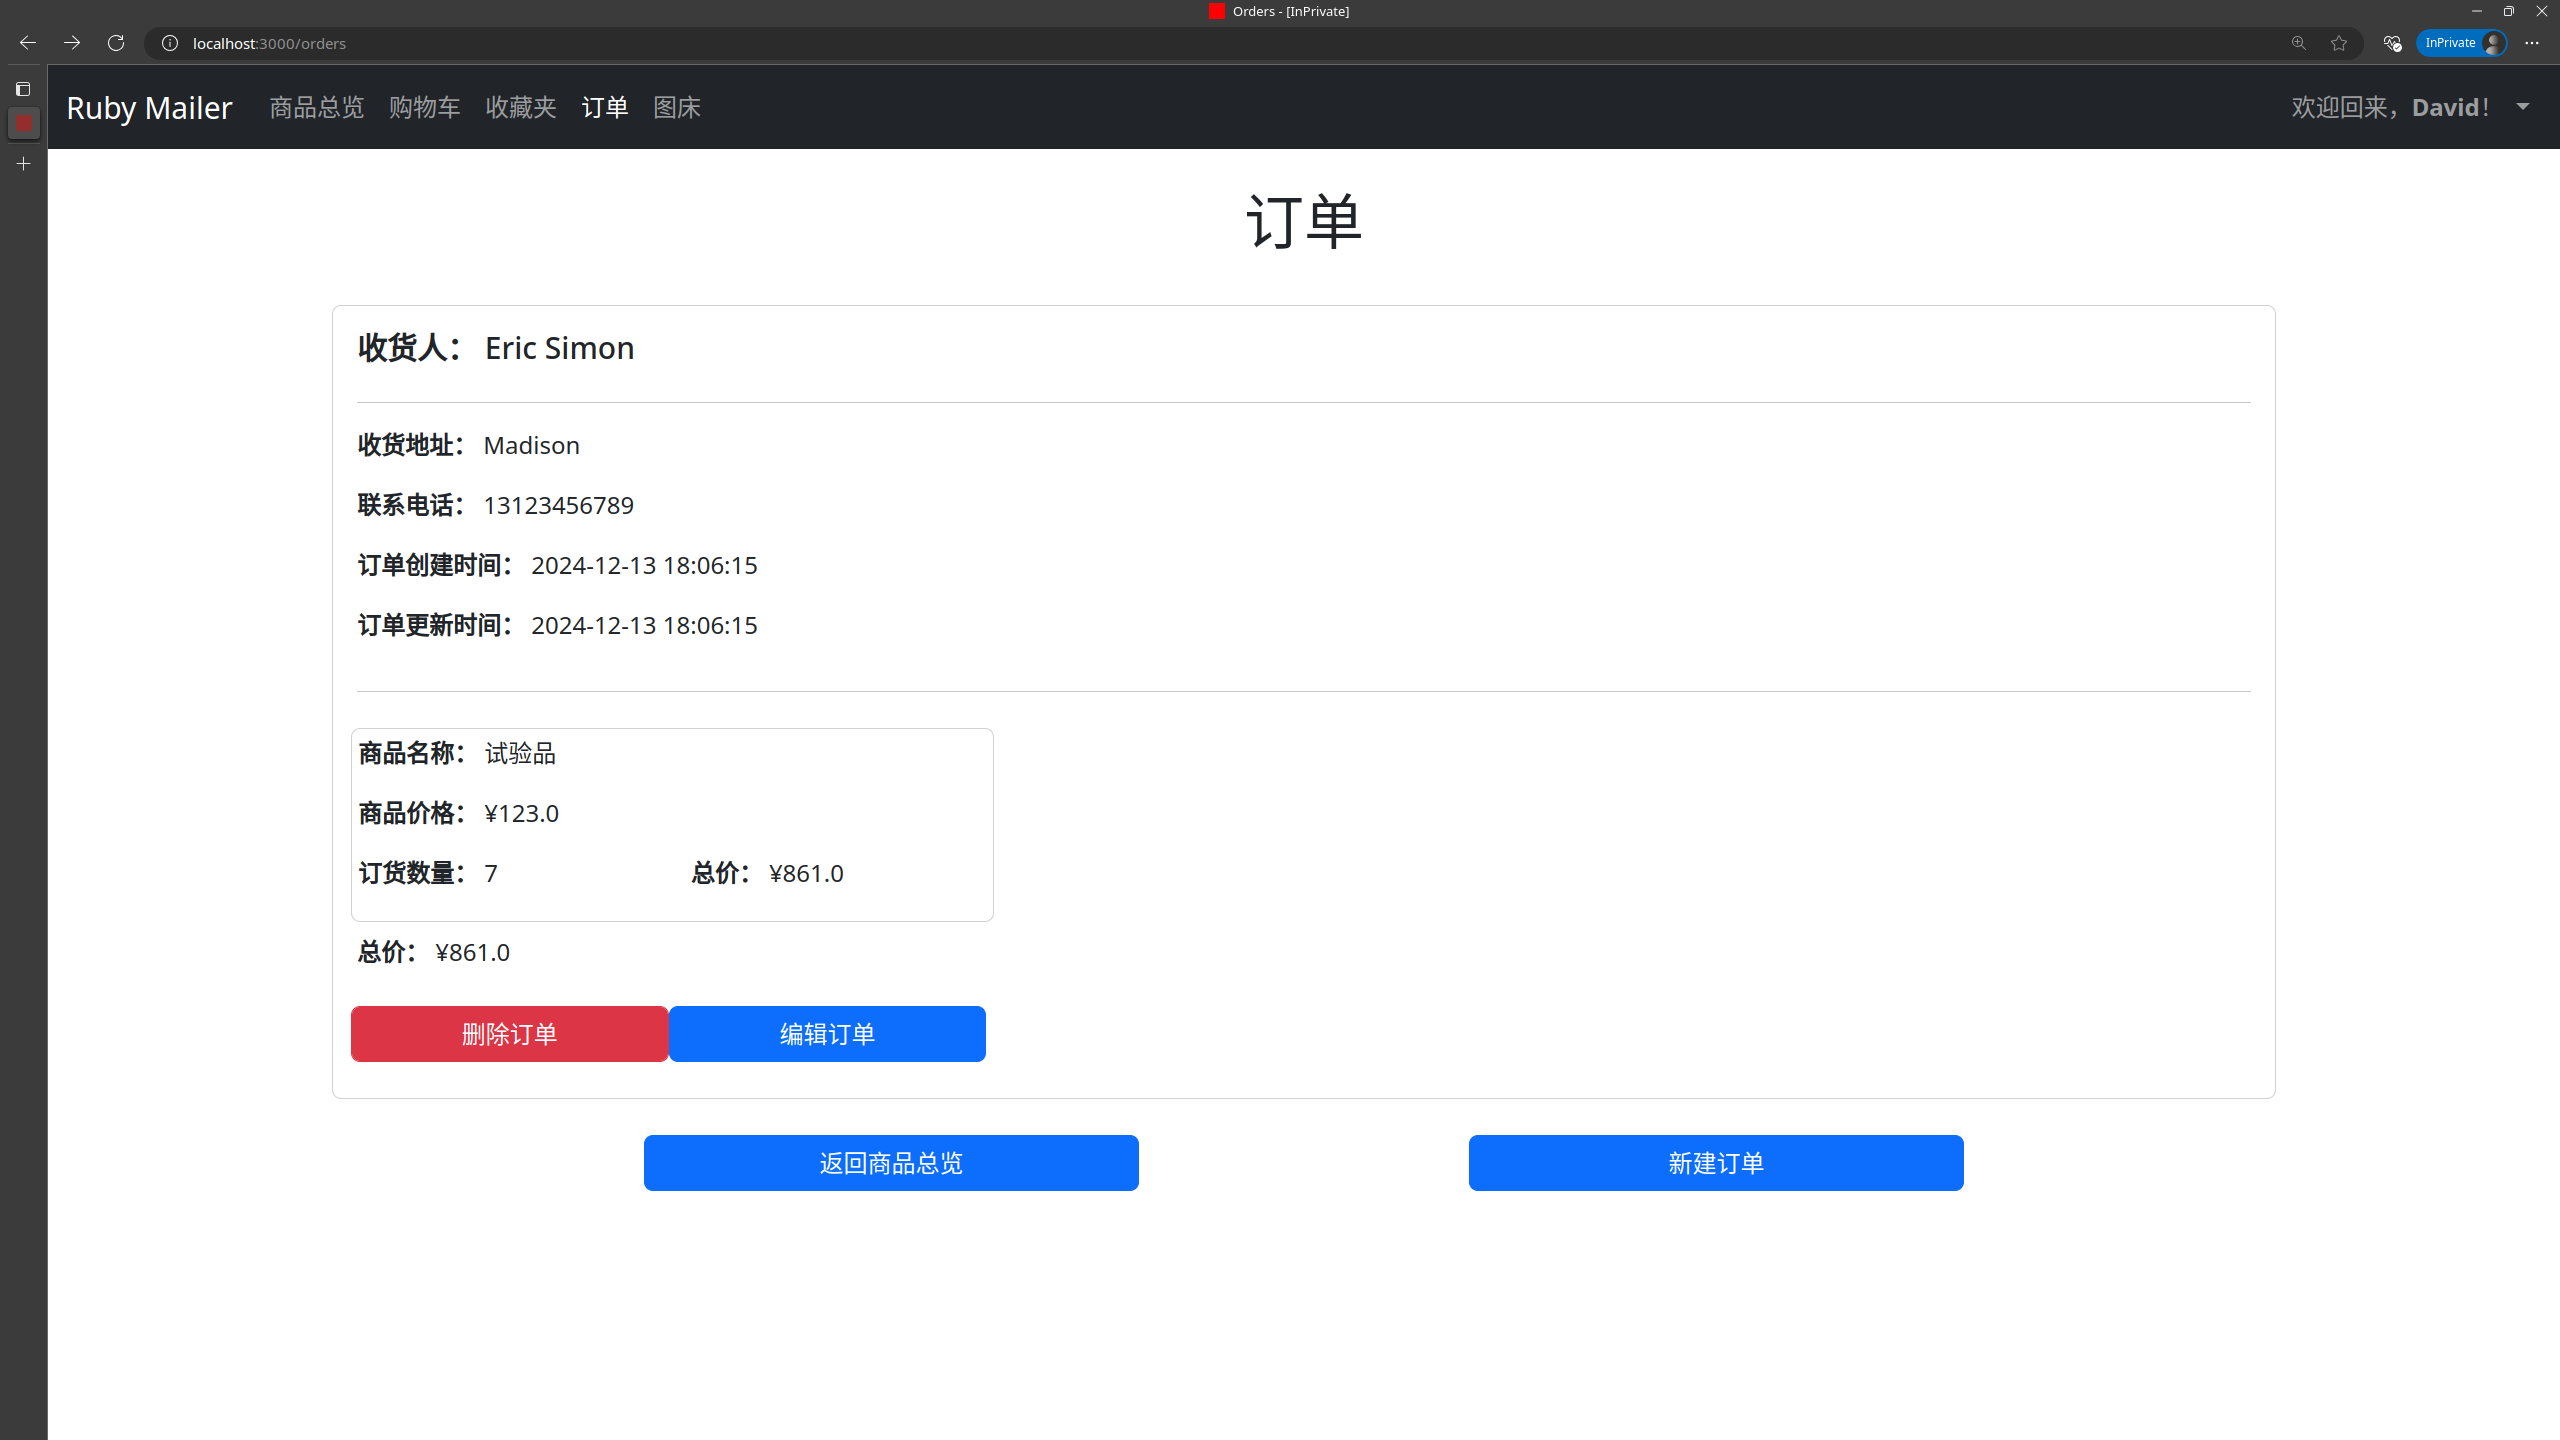 Orders - [InPrivate]
localhost:3000/orders
InPrivate
Ruby Mailer 商品总览 购物车 收藏夹 订单 图床 欢迎回来，David！
订单
收货人： Eric Simon
收货地址： Madison
联系电话： 13123456789
订单创建时间： 2024-12-13 18:06:15
订单更新时间： 2024-12-13 18:06:15
商品名称： 试验品
商品价格： ¥123.0
订货数量： 7 总价： ¥861.0
总价： ¥861.0
删除订单 编辑订单
返回商品总览 新建订单